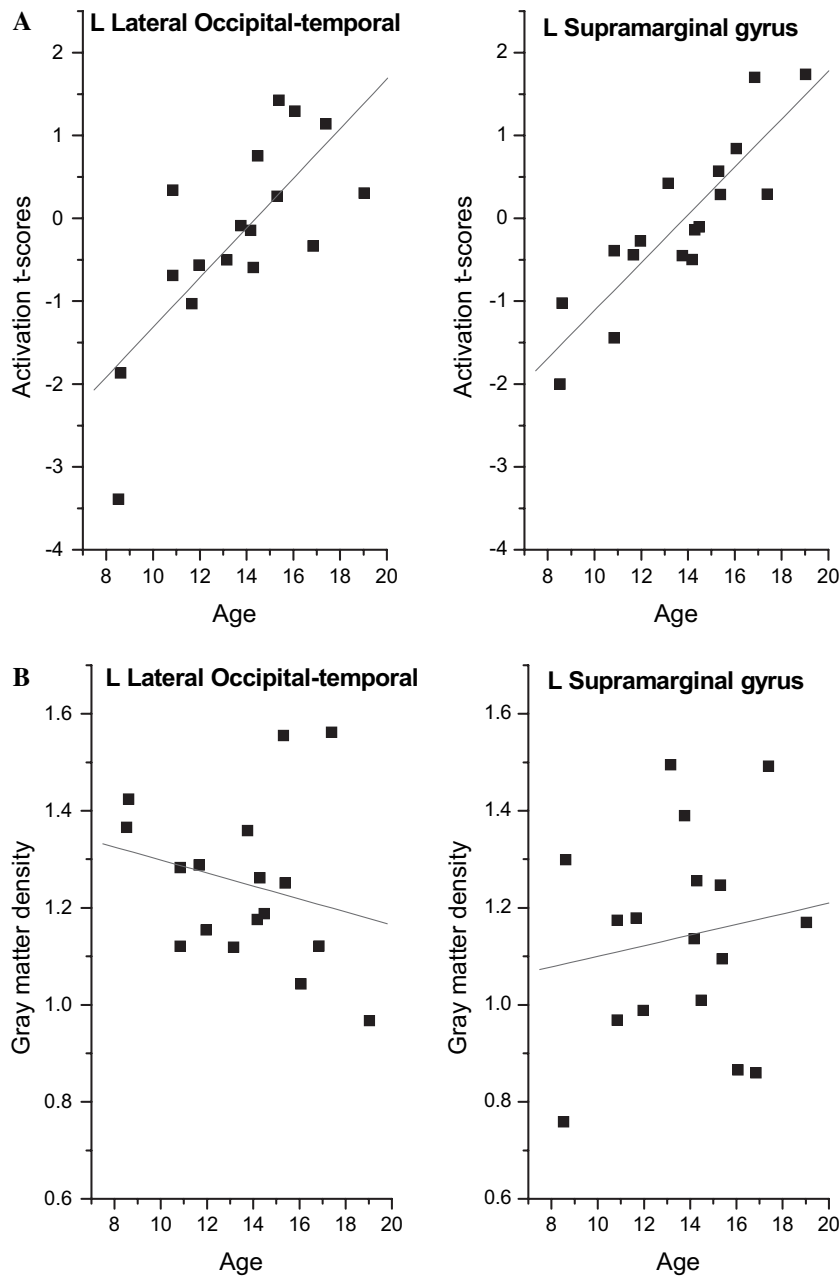 A
L Lateral Occipital-temporal
L Supramarginal gyrus
2
1
0
-1
-2
-3
-4
Activation t-scores
8 10 12 14 16 18 20
Age
2
1
0
-1
-2
-3
-4
Activation t-scores
8 10 12 14 16 18 20
Age
B
L Lateral Occipital-temporal
L Supramarginal gyrus
1.6
1.4
1.2
1.0
0.8
0.6
Gray matter density
8 10 12 14 16 18 20
Age
1.6
1.4
1.2
1.0
0.8
0.6
Gray matter density
8 10 12 14 16 18 20
Age